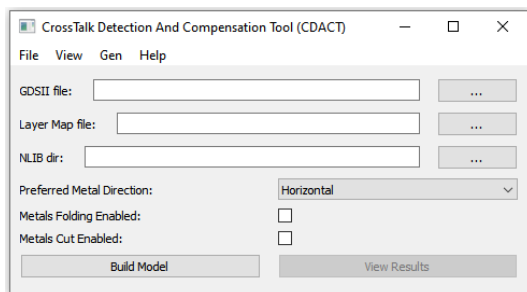 CrossTalk Detection And Compensation Tool (CDACT)
File View Gen Help
GDSII file: ...
Layer Map file: ...
NLIB dir: ...
Preferred Metal Direction: Horizontal
Metals Folding Enabled:
Metals Cut Enabled:
Build Model View Results